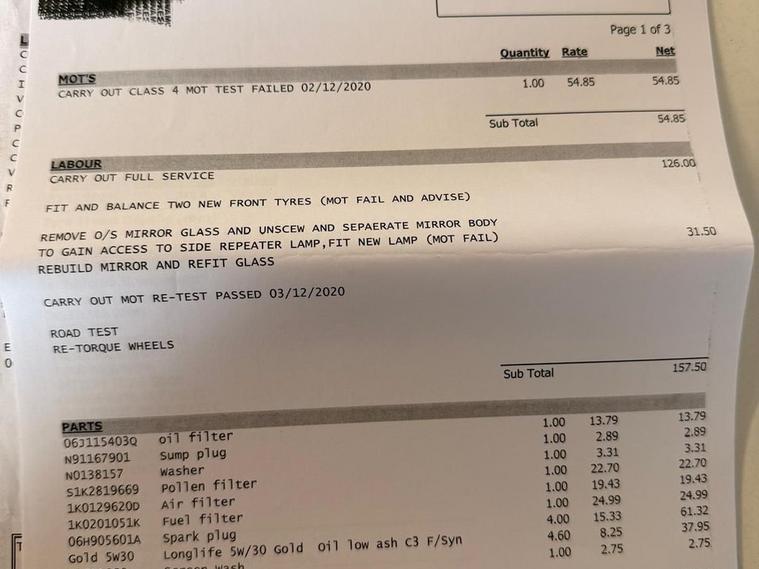 Page 1 of 3
Quantity Rate Net
MOT'S
CARRY OUT CLASS 4 MOT TEST FAILED 02/12/2020 1.00 54.85 54.85
Sub Total 54.85
LABOUR
CARRY OUT FULL SERVICE 126.00
FIT AND BALANCE TWO NEW FRONT TYRES (MOT FAIL AND ADVISE)
REMOVE O/S MIRROR GLASS AND UNSCEW AND SEPAERATE MIRROR BODY
TO GAIN ACCESS TO SIDE REPEATER LAMP,FIT NEW LAMP (MOT FAIL) 31.50
REBUILD MIRROR AND REFIT GLASS
CARRY OUT MOT RE-TEST PASSED 03/12/2020
ROAD TEST
RE-TORQUE WHEELS
Sub Total 157.50
PARTS
06J115403Q oil filter 1.00 13.79 13.79
N91167901 Sump plug 1.00 2.89 2.89
N0138157 Washer 1.00 3.31 3.31
S1K2819669 Pollen filter 1.00 22.70 22.70
1K0129620D Air filter 1.00 19.43 19.43
1K0201051K Fuel filter 1.00 24.99 24.99
06H905601A Spark plug 4.00 15.33 61.32
Gold 5W30 Longlife 5W/30 Gold Oil low ash C3 F/Syn 4.60 8.25 37.95
1.00 2.75 2.75